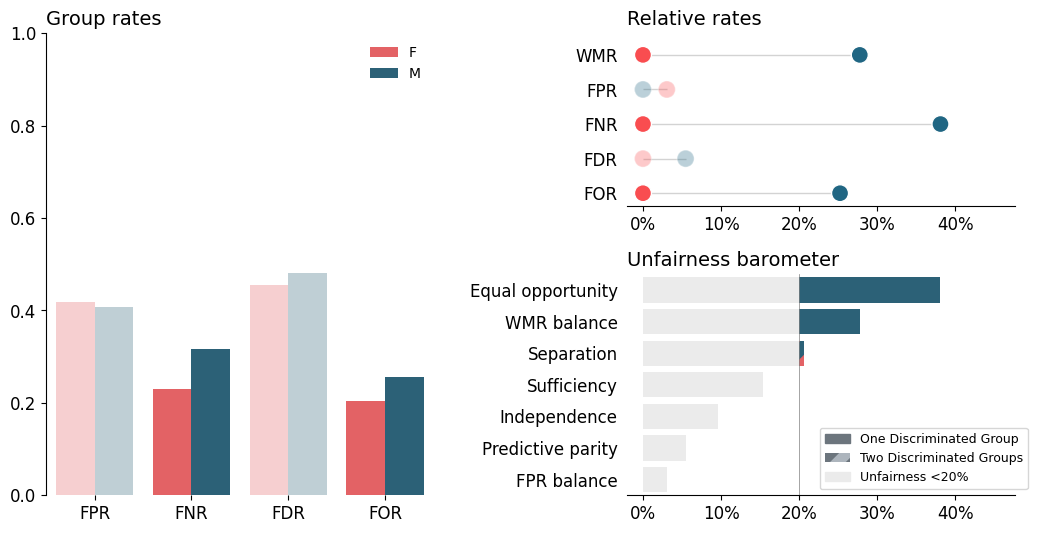 Group rates
1.0
0.8
0.6
0.4
0.2
0.0
F
M
FPR
FNR
FDR
FOR
Relative rates
WMR
FPR
FNR
FDR
FOR
0%
10%
20%
30%
40%
Unfairness barometer
Equal opportunity
WMR balance
Separation
Sufficiency
Independence
Predictive parity
FPR balance
One Discriminated Group
Two Discriminated Groups
Unfairness <20%
0%
10%
20%
30%
40%